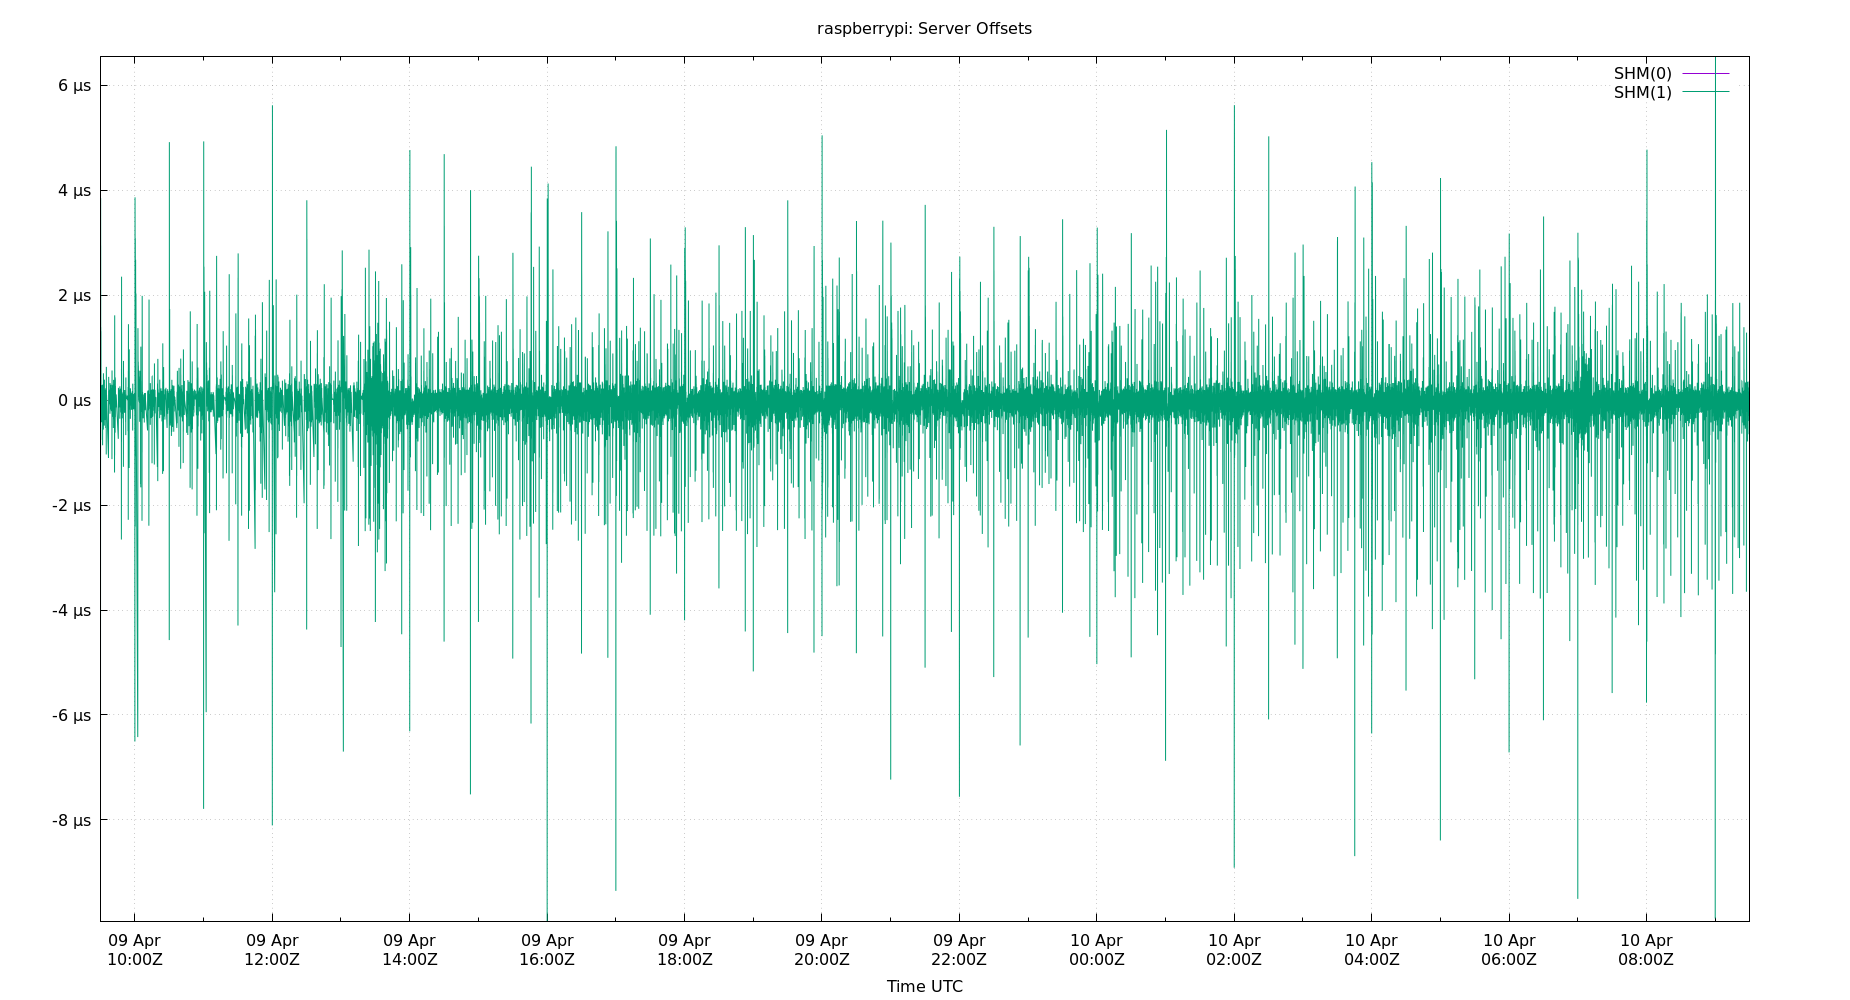 raspberrypi: Server Offsets
SHM(0)
SHM(1)
6 µs
4 µs
2 µs
0 µs
-2 µs
-4 µs
-6 µs
-8 µs
09 Apr 09 Apr 09 Apr 09 Apr 09 Apr 09 Apr 09 Apr 10 Apr 10 Apr 10 Apr 10 Apr 10 Apr
10:00Z 12:00Z 14:00Z 16:00Z 18:00Z 20:00Z 22:00Z 00:00Z 02:00Z 04:00Z 06:00Z 08:00Z
Time UTC